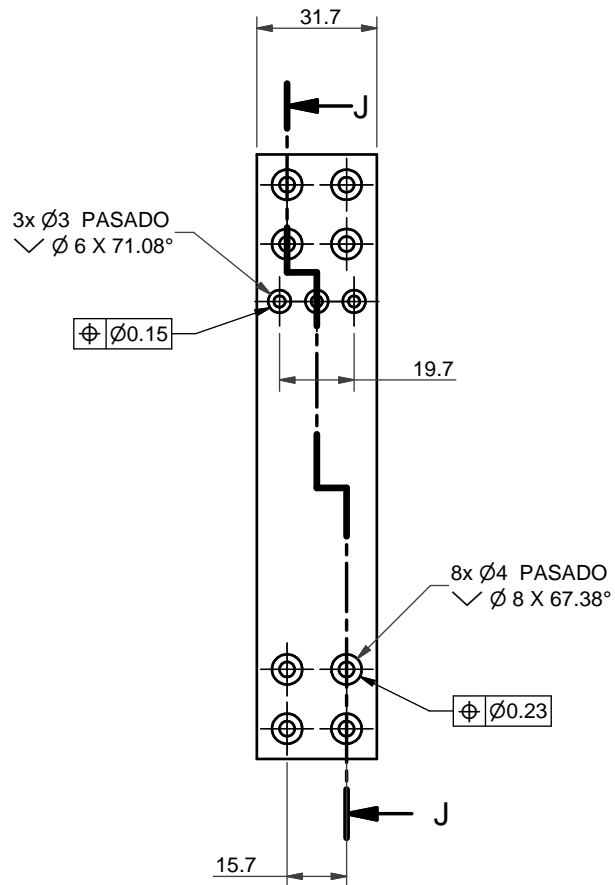 31.7
J
3x Ø3 PASADO
⌵ Ø 6 X 71.08°
⌖ Ø0.15
19.7
8x Ø4 PASADO
⌵ Ø 8 X 67.38°
⌖ Ø0.23
J
15.7